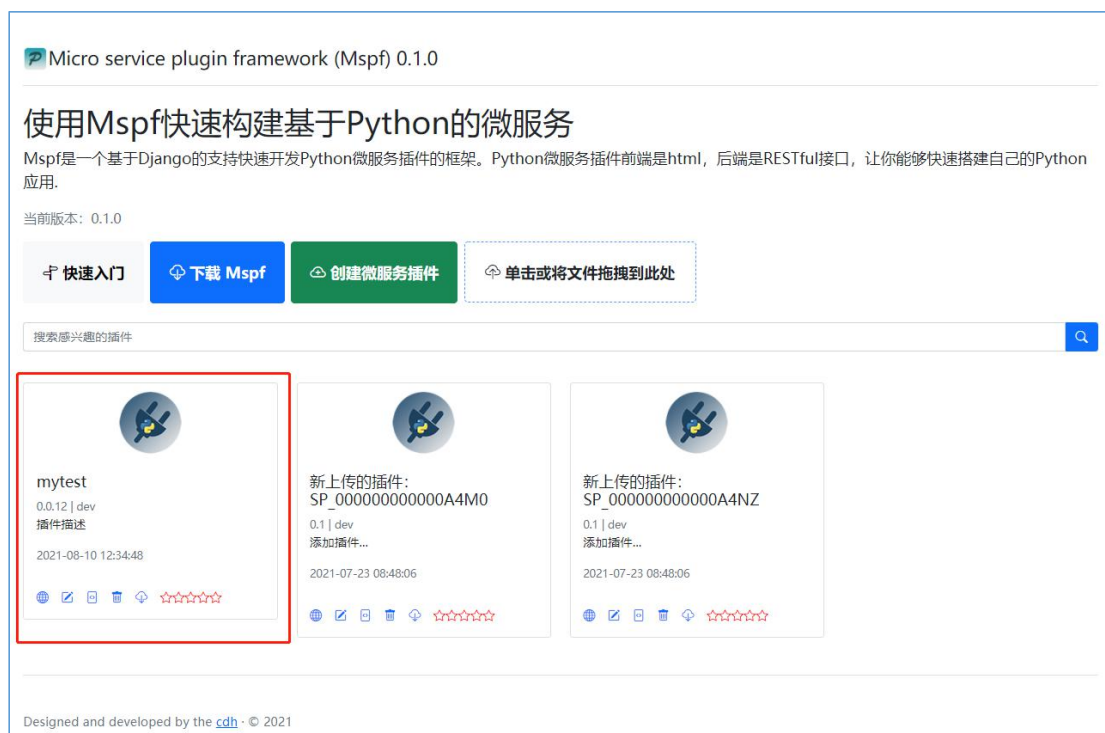 Micro service plugin framework (Mspf) 0.1.0
使用Mspf快速构建基于Python的微服务
Mspf是一个基于Django的支持快速开发Python微服务插件的框架。Python微服务插件前端是html，后端是RESTful接口，让你能够快速搭建自己的Python
应用.
当前版本：0.1.0
快速入门
下载 Mspf
创建微服务插件
单击或将文件拖拽到此处
搜索感兴趣的插件
mytest
0.0.12 | dev
插件描述
2021-08-10 12:34:48
新上传的插件：
SP_000000000000A4M0
0.1 | dev
添加插件...
2021-07-23 08:48:06
新上传的插件：
SP_000000000000A4NZ
0.1 | dev
添加插件...
2021-07-23 08:48:06
Designed and developed by the cdh · © 2021